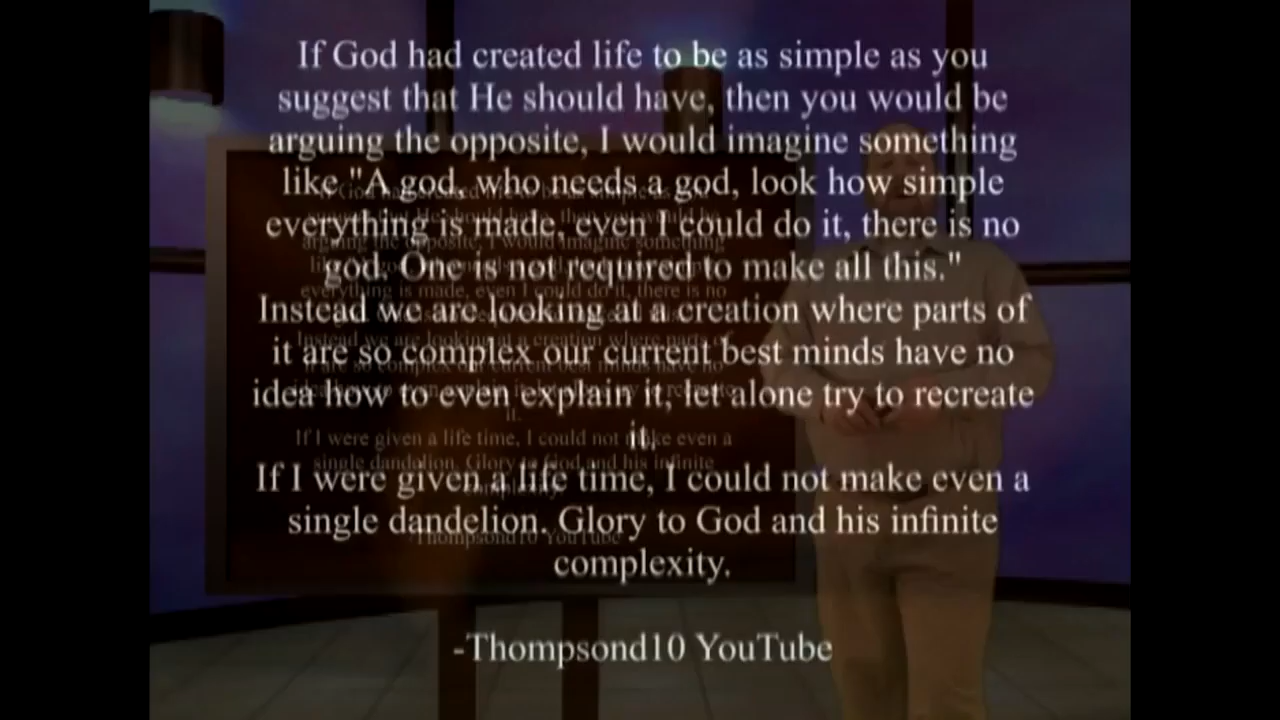 If God had created life to be as simple as you
suggest that He should have, then you would be
arguing the opposite, I would imagine something
like "A god, who needs a god, look how simple
everything is made, even I could do it, there is no
god. One is not required to make all this."
Instead we are looking at a creation where parts of
it are so complex our current best minds have no
idea how to even explain it, let alone try to recreate
it.
If I were given a life time, I could not make even a
single dandelion. Glory to God and his infinite
complexity.
-Thompsond10 YouTube